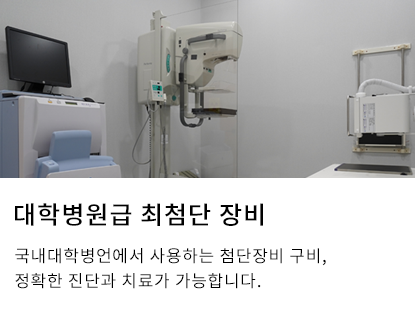 대학병원급 최첨단 장비
국내대학병언에서 사용하는 첨단장비 구비,
정확한 진단과 치료가 가능합니다.